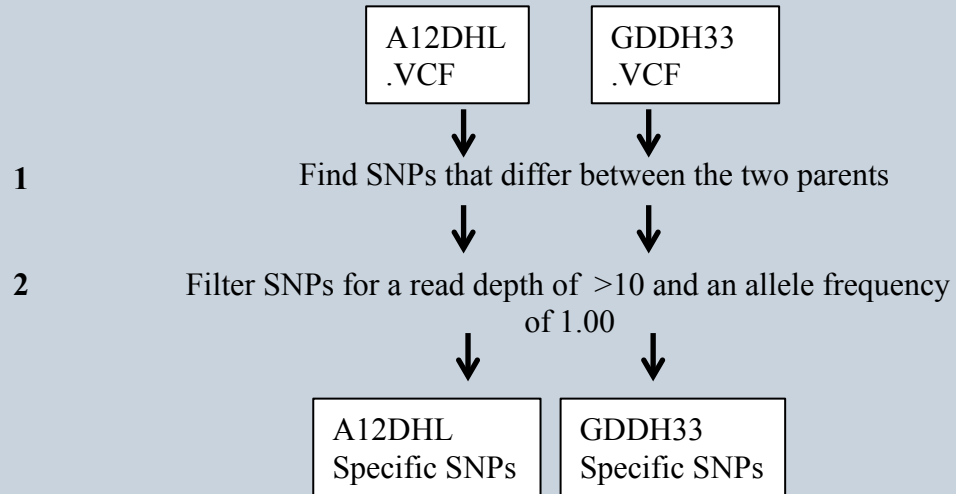 A12DHL
.VCF
GDDH33
.VCF
1
Find SNPs that differ between the two parents
2
Filter SNPs for a read depth of >10 and an allele frequency
of 1.00
A12DHL
Specific SNPs
GDDH33
Specific SNPs